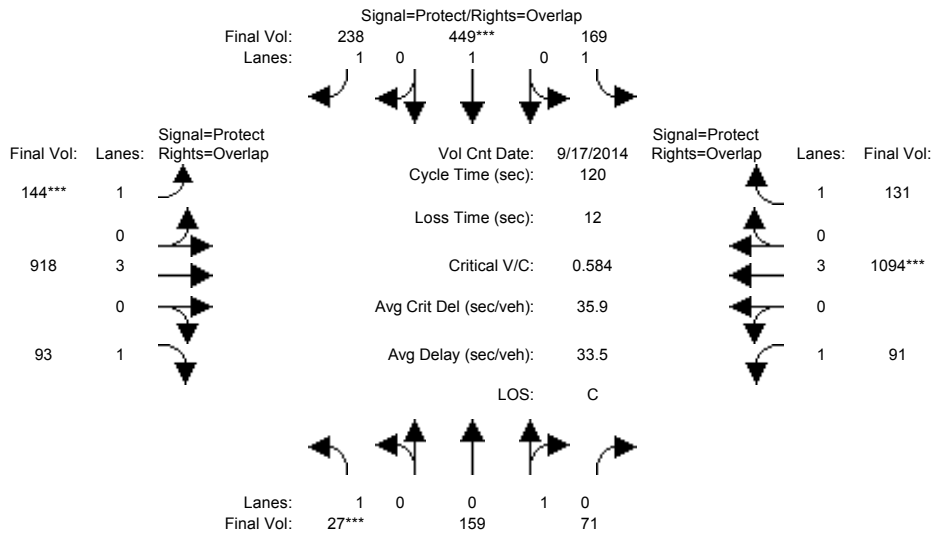 Signal=Protect/Rights=Overlap
Final Vol: 238 449*** 169
Lanes: 1 0 1 0 1
Signal=Protect Signal=Protect
Final Vol: Lanes: Rights=Overlap Vol Cnt Date: 9/17/2014 Rights=Overlap Lanes: Final Vol:
Cycle Time (sec): 120
144*** 1 1 131
Loss Time (sec): 12
0 0
918 3 Critical V/C: 0.584 3 1094***
0 Avg Crit Del (sec/veh): 35.9 0
93 1 Avg Delay (sec/veh): 33.5 1 91
LOS: C
Lanes: 1 0 0 1 0
Final Vol: 27*** 159 71